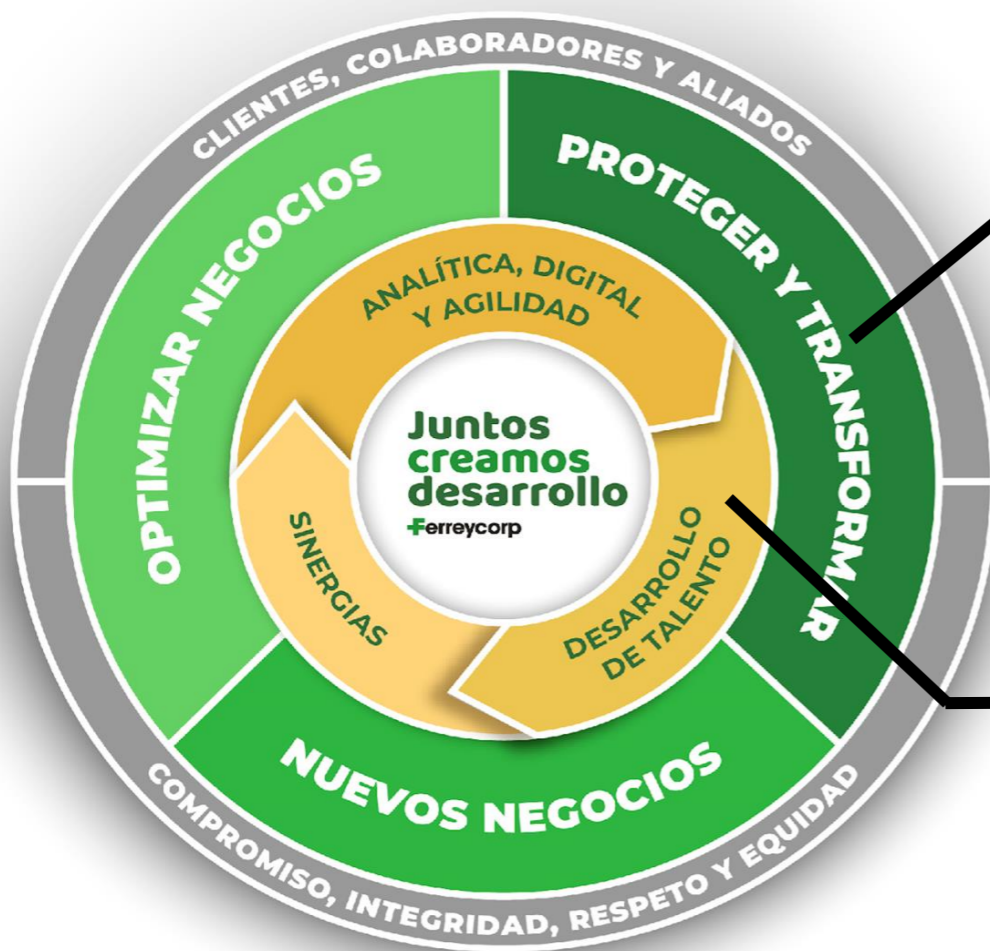 CLIENTES, COLABORADORES Y ALIADOS
OPTIMIZAR NEGOCIOS
PROTEGER Y TRANSFORMAR
ANALÍTICA, DIGITAL
Y AGILIDAD
Juntos
creamos
desarrollo
Ferreycorp
SINERGIAS
DESARROLLO
DE TALENTO
NUEVOS NEGOCIOS
COMPROMISO, INTEGRIDAD, RESPETO Y EQUIDAD